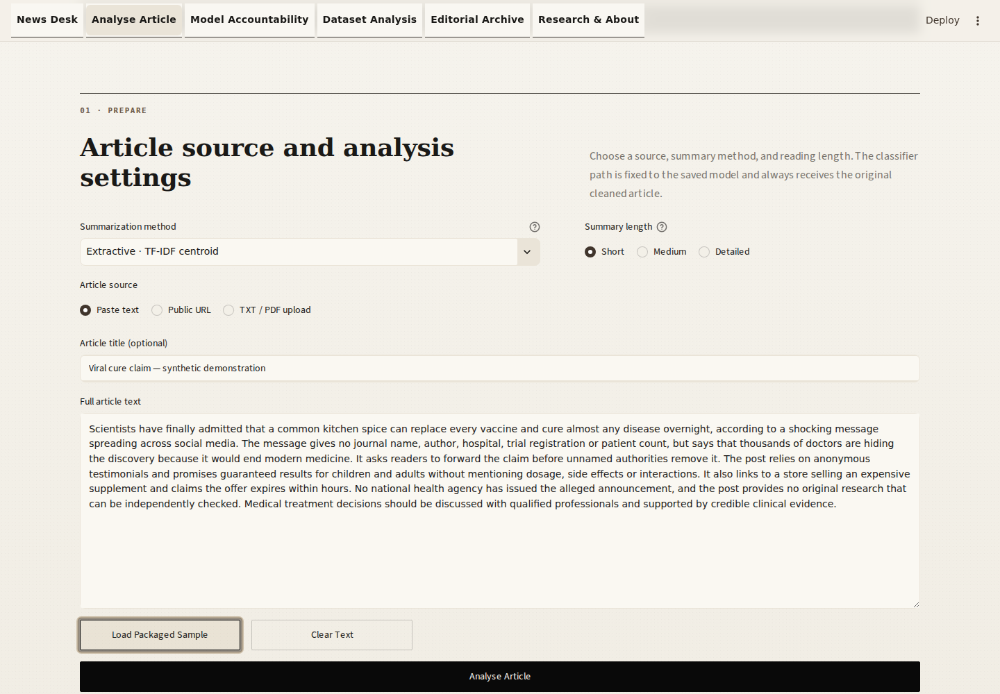 News Desk
Analyse Article
Model Accountability
Dataset Analysis
Editorial Archive
Research & About
Deploy
01 · PREPARE
Article source and analysis
settings
Choose a source, summary method, and reading length. The classifier
path is fixed to the saved model and always receives the original
cleaned article.
Summarization method
Extractive · TF-IDF centroid
Summary length
Short
Medium
Detailed
Article source
Paste text
Public URL
TXT / PDF upload
Article title (optional)
Viral cure claim — synthetic demonstration
Full article text
Scientists have finally admitted that a common kitchen spice can replace every vaccine and cure almost any disease overnight, according to a shocking message
spreading across social media. The message gives no journal name, author, hospital, trial registration or patient count, but says that thousands of doctors are hiding
the discovery because it would end modern medicine. It asks readers to forward the claim before unnamed authorities remove it. The post relies on anonymous
testimonials and promises guaranteed results for children and adults without mentioning dosage, side effects or interactions. It also links to a store selling an expensive
supplement and claims the offer expires within hours. No national health agency has issued the alleged announcement, and the post provides no original research that
can be independently checked. Medical treatment decisions should be discussed with qualified professionals and supported by credible clinical evidence.
Load Packaged Sample
Clear Text
Analyse Article